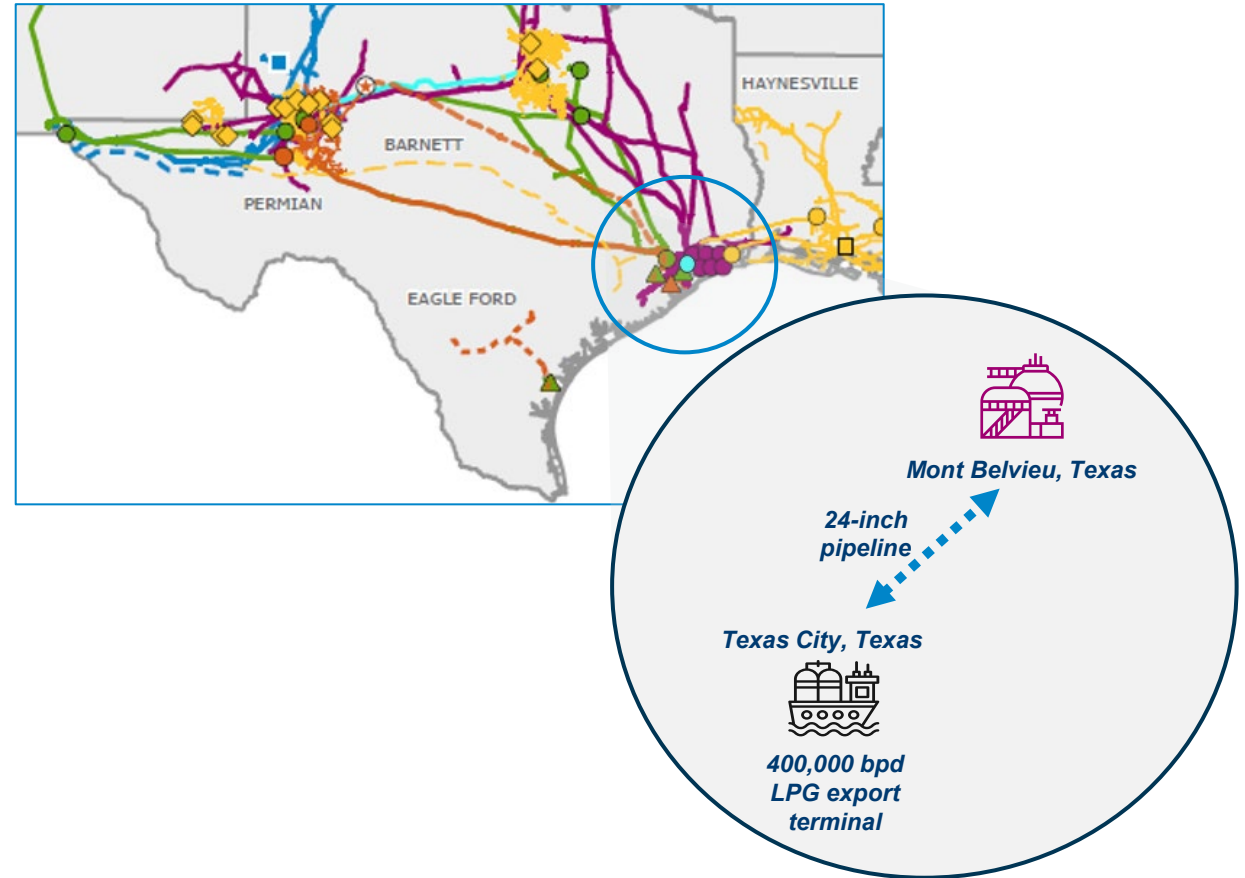 HAYNESVILLE
BARNETT
PERMIAN
EAGLE FORD
Mont Belvieu, Texas
24-inch
pipeline
Texas City, Texas
400,000 bpd
LPG export
terminal